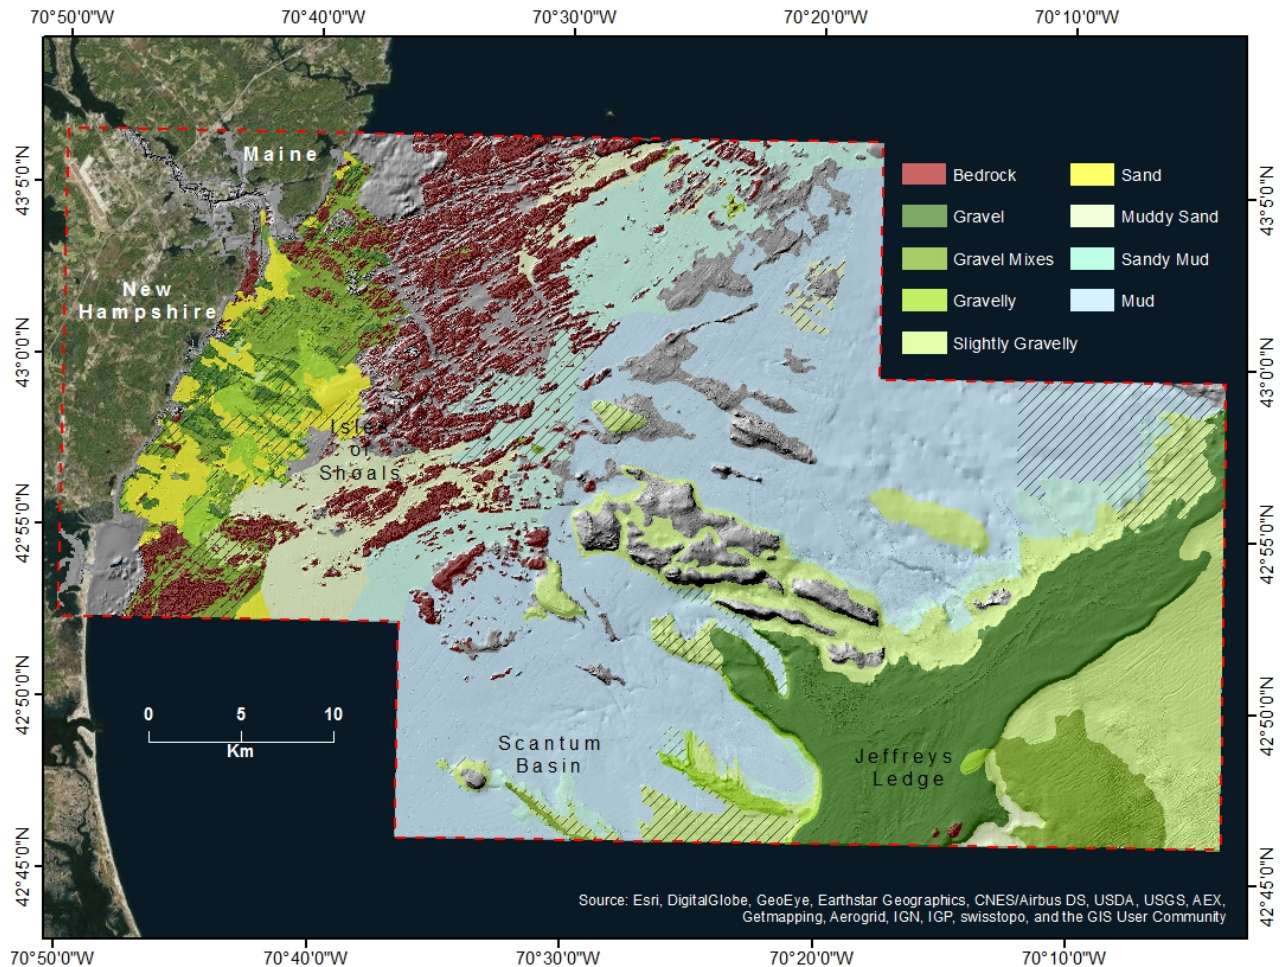 70°50'0"W 70°40'0"W 70°30'0"W 70°20'0"W 70°10'0"W
43°5'0"N
43°0'0"N
42°55'0"N
42°50'0"N
42°45'0"N
Maine
New
Hampshire
Isles
of
Shoals
Bedrock Sand
Gravel Muddy Sand
Gravel Mixes Sandy Mud
Gravelly Mud
Slightly Gravelly
43°5'0"N
43°0'0"N
42°55'0"N
42°50'0"N
42°45'0"N
0 5 10
Km
Scantum
Basin
Jeffreys
Ledge
Source: Esri, DigitalGlobe, GeoEye, Earthstar Geographics, CNES/Airbus DS, USDA, USGS, AEX,
Getmapping, Aerogrid, IGN, IGP, swisstopo, and the GIS User Community
70°50'0"W 70°40'0"W 70°30'0"W 70°20'0"W 70°10'0"W